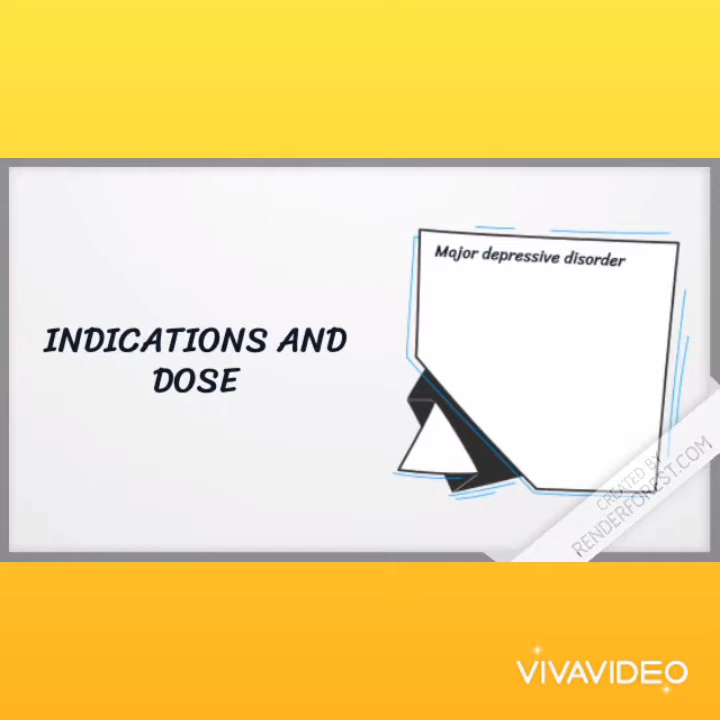 INDICATIONS AND
DOSE
Major depressive disorder
CREATED BY
RENDERFOREST.COM
VIVAVIDEO